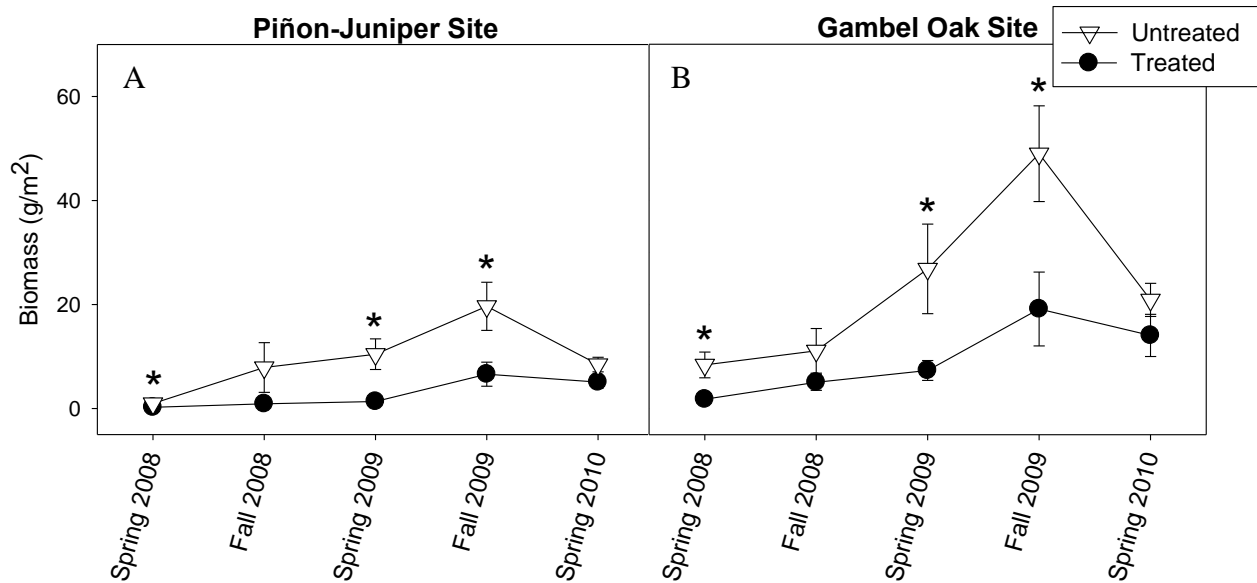 Piñon-Juniper Site
Gambel Oak Site
Untreated
Treated
A
B
Biomass (g/m2)
60
40
20
0
*
*
*
*
*
*
Spring 2008
Fall 2008
Spring 2009
Fall 2009
Spring 2010
Spring 2008
Fall 2008
Spring 2009
Fall 2009
Spring 2010